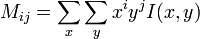 M_{ij} = \sum_x \sum_y x^i y^j I(x, y)